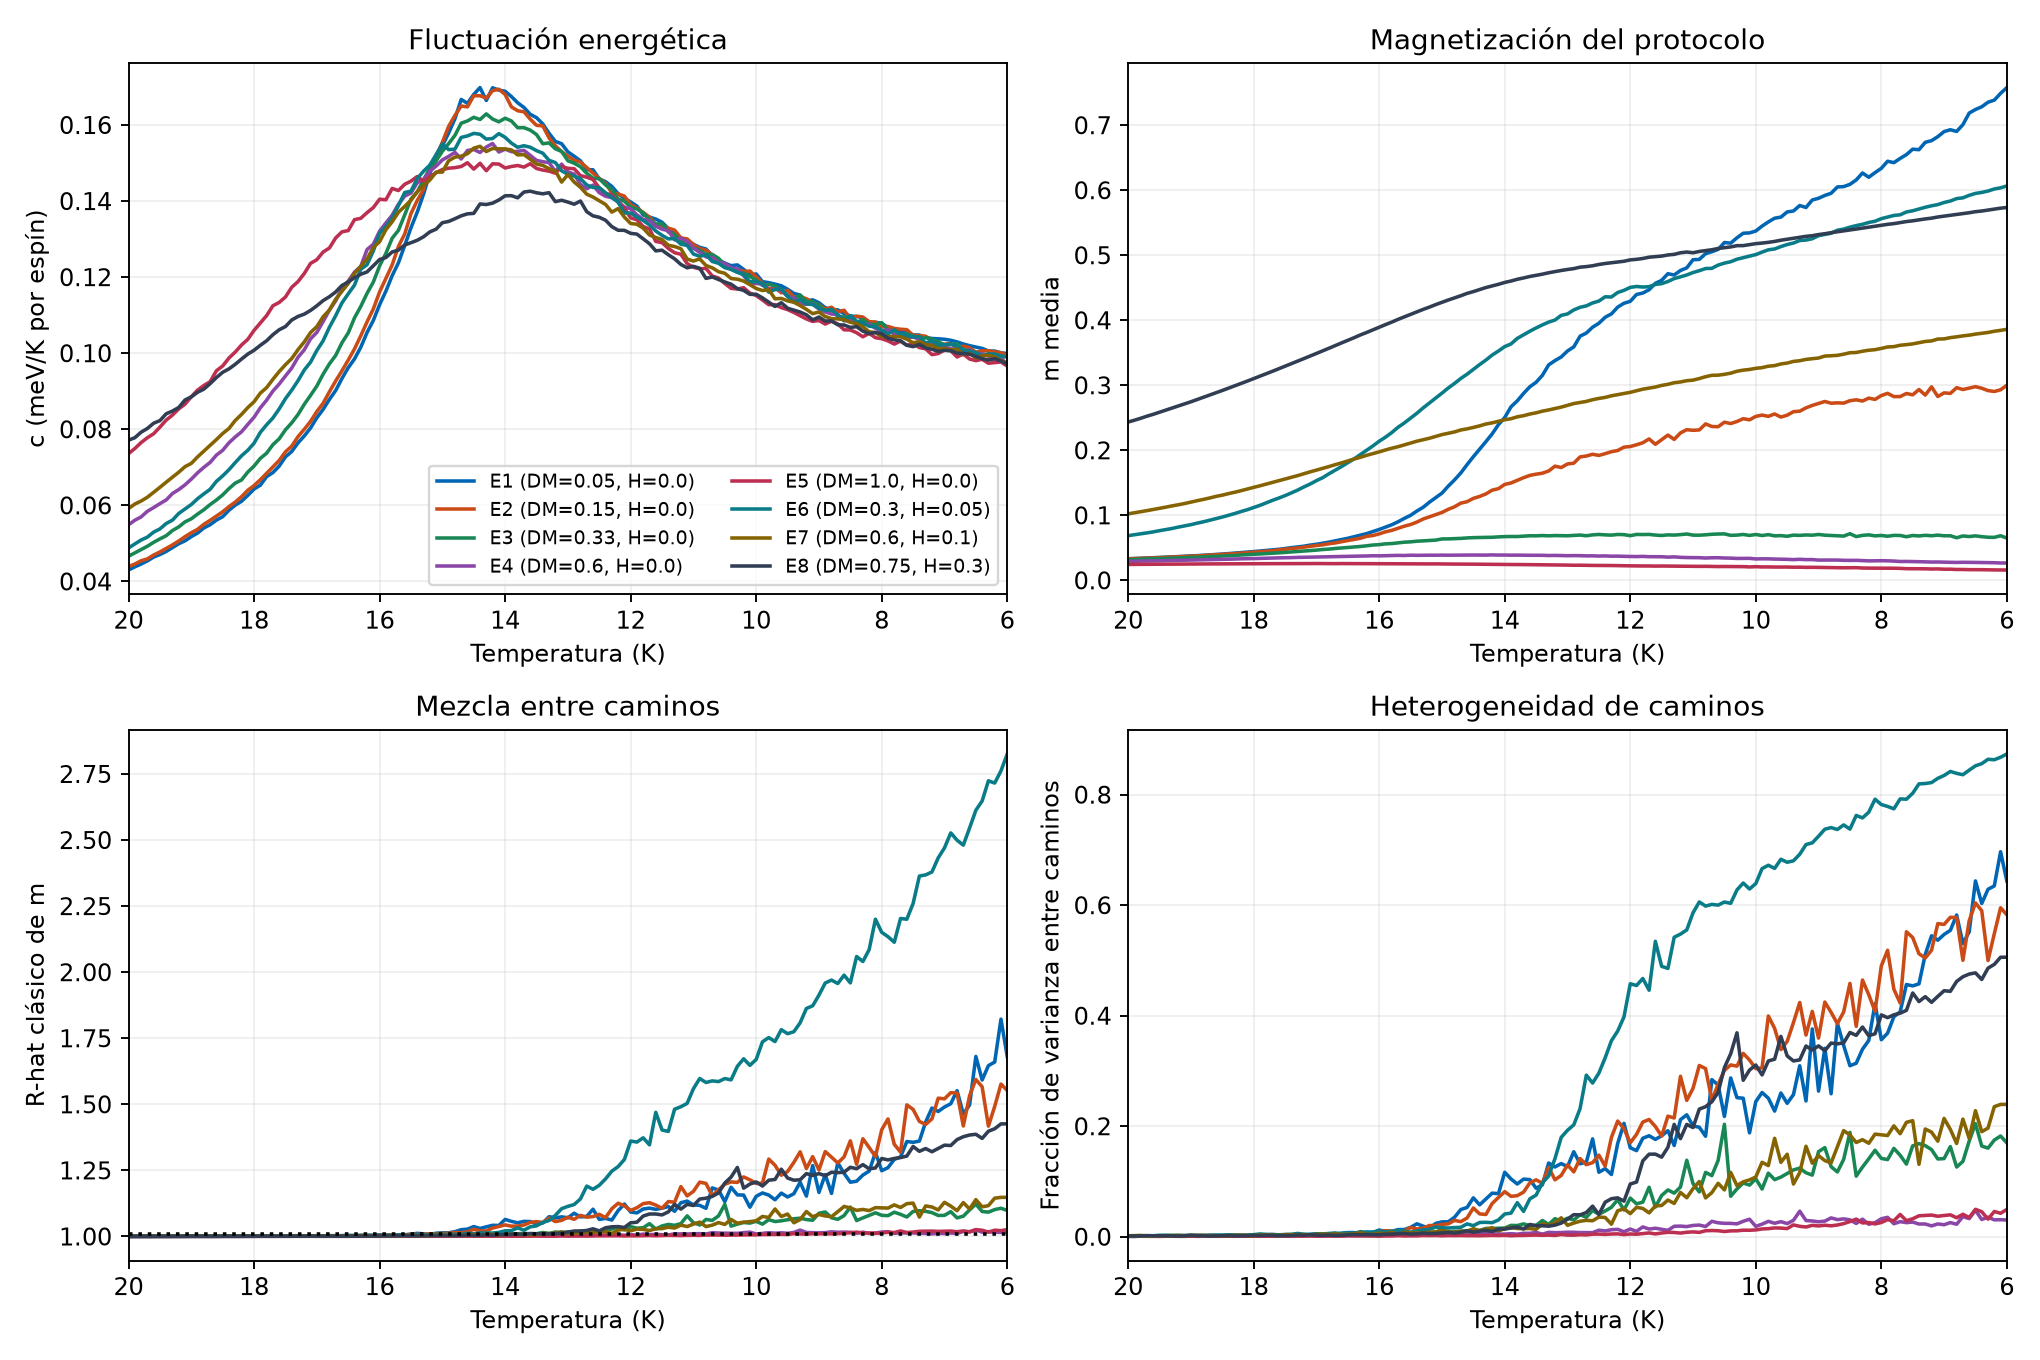 Fluctuación energética
c (meV/K por espín)
0.16
0.14
0.12
0.10
0.08
0.06
0.04
E1 (DM=0.05, H=0.0)
E2 (DM=0.15, H=0.0)
E3 (DM=0.33, H=0.0)
E4 (DM=0.6, H=0.0)
E5 (DM=1.0, H=0.0)
E6 (DM=0.3, H=0.05)
E7 (DM=0.6, H=0.1)
E8 (DM=0.75, H=0.3)
20 18 16 14 12 10 8 6
Temperatura (K)
Magnetización del protocolo
m media
0.7
0.6
0.5
0.4
0.3
0.2
0.1
0.0
20 18 16 14 12 10 8 6
Temperatura (K)
Mezcla entre caminos
R-hat clásico de m
2.75
2.50
2.25
2.00
1.75
1.50
1.25
1.00
20 18 16 14 12 10 8 6
Temperatura (K)
Heterogeneidad de caminos
Fracción de varianza entre caminos
0.8
0.6
0.4
0.2
0.0
20 18 16 14 12 10 8 6
Temperatura (K)